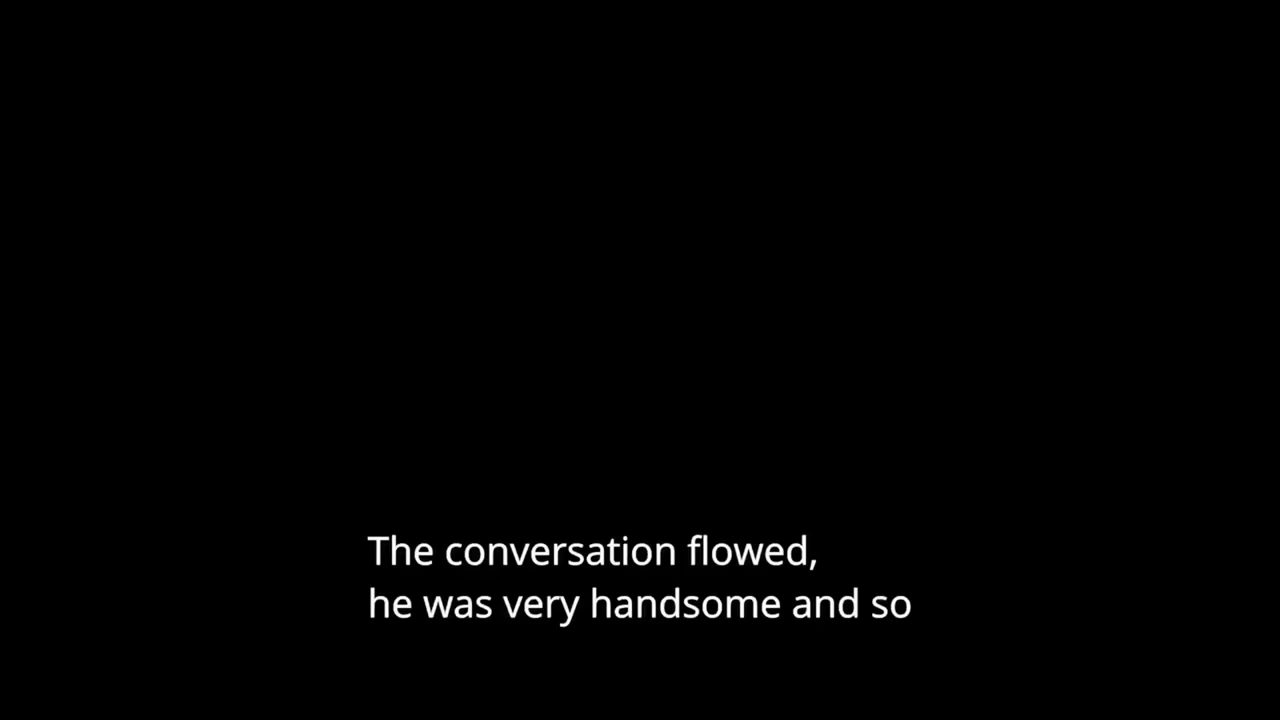 The conversation flowed,
he was very handsome and so